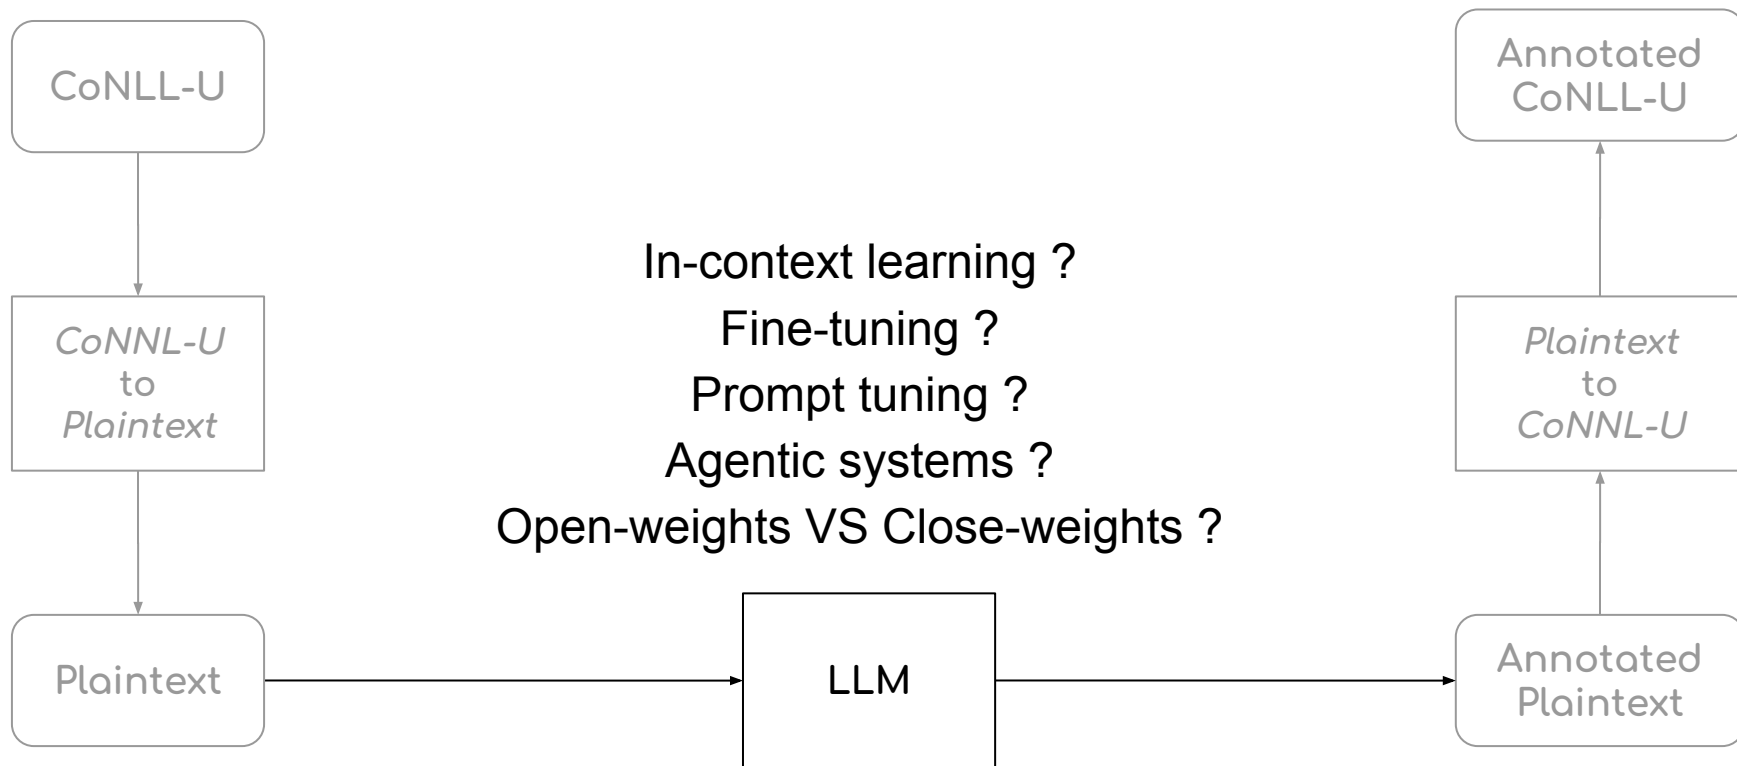 CoNLL-U
CoNNL-U
to
Plaintext
Plaintext
In-context learning ?
Fine-tuning ?
Prompt tuning ?
Agentic systems ?
Open-weights VS Close-weights ?
LLM
Annotated
CoNLL-U
Plaintext
to
CoNNL-U
Annotated
Plaintext